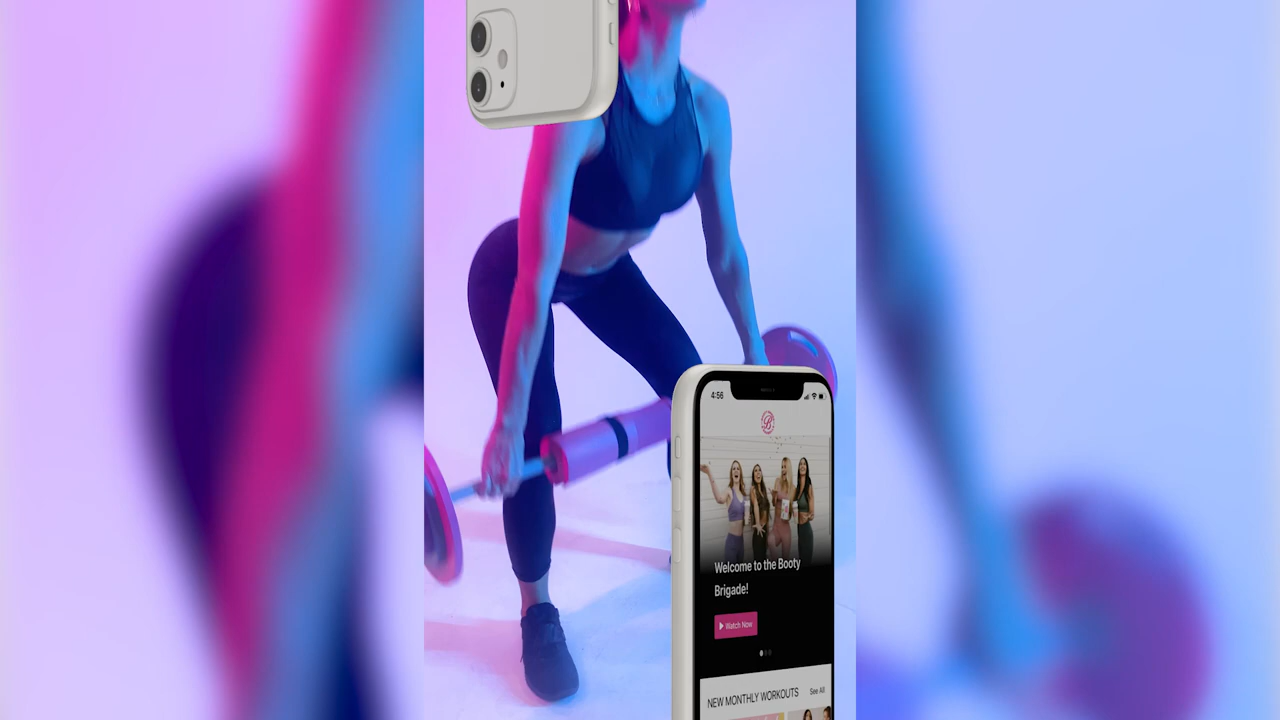 4:56
B
Welcome to the Booty
Brigade!
Watch Now
NEW MONTHLY WORKOUTS See All